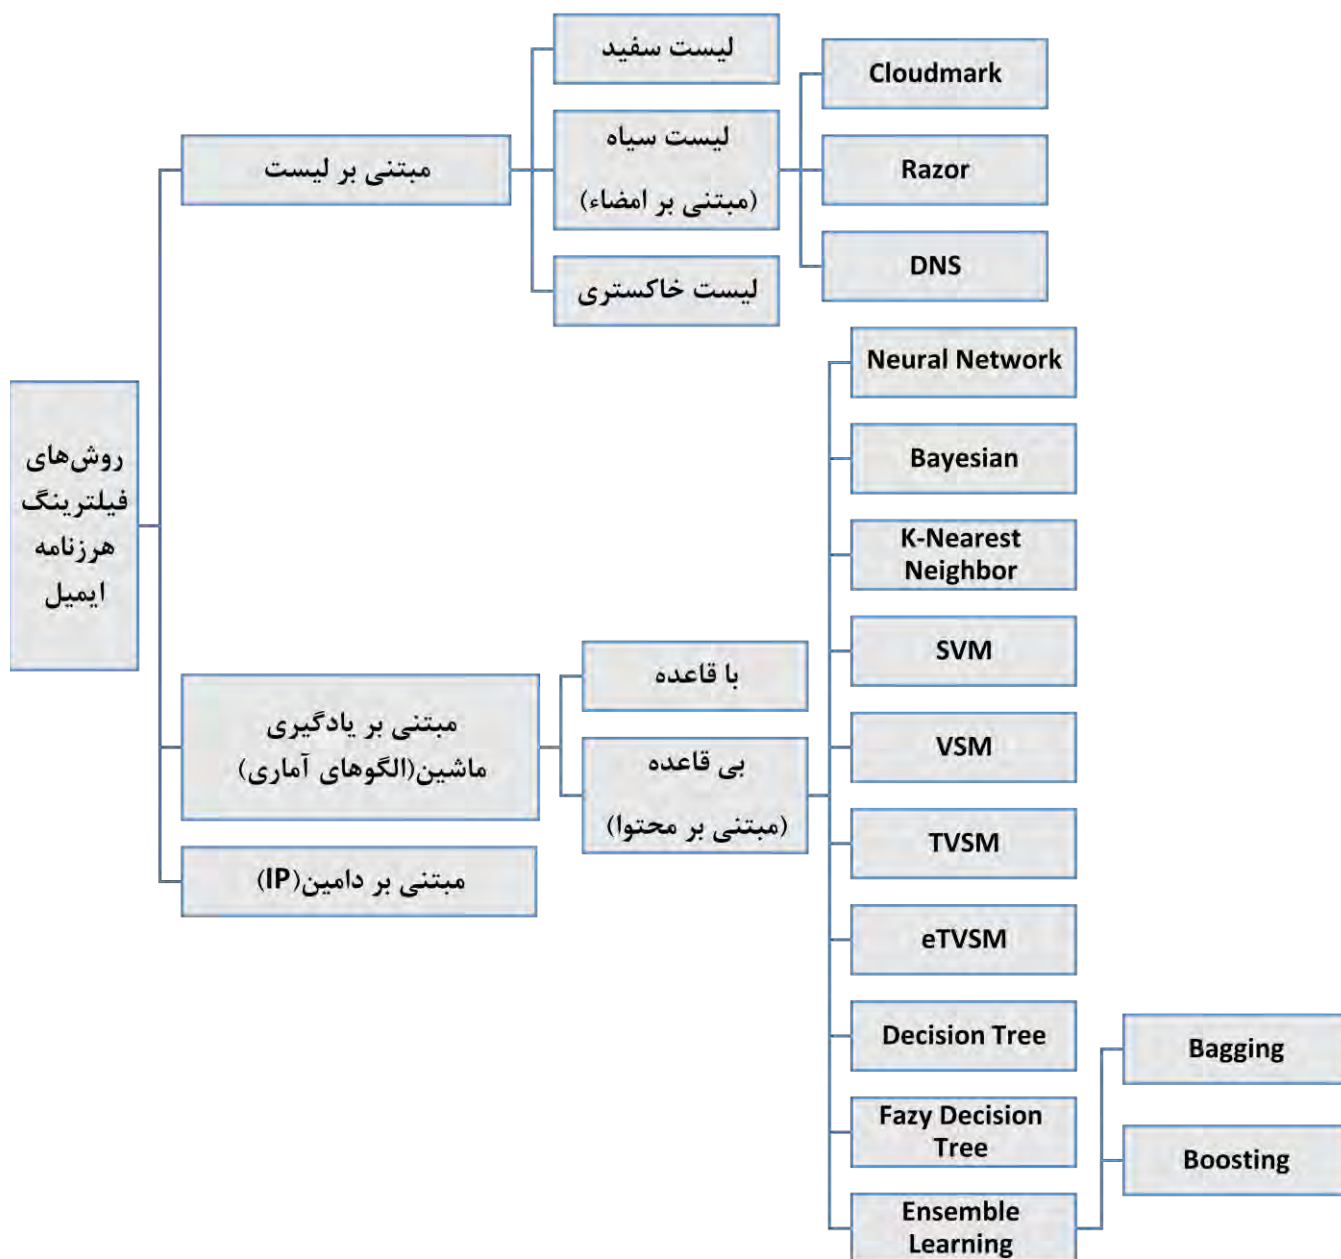 روش‌های
فیلترینگ
هرزنامه
ایمیل
مبتنی بر لیست
لیست سفید
لیست سیاه
(مبتنی بر امضاء)
Cloudmark
Razor
DNS
لیست خاکستری
مبتنی بر یادگیری
ماشین(الگوهای آماری)
با قاعده
بی قاعده
(مبتنی بر محتوا)
Neural Network
Bayesian
K-Nearest
Neighbor
SVM
VSM
TVSM
eTVSM
Decision Tree
Fazy Decision
Tree
Ensemble
Learning
Bagging
Boosting
مبتنی بر دامین(IP)